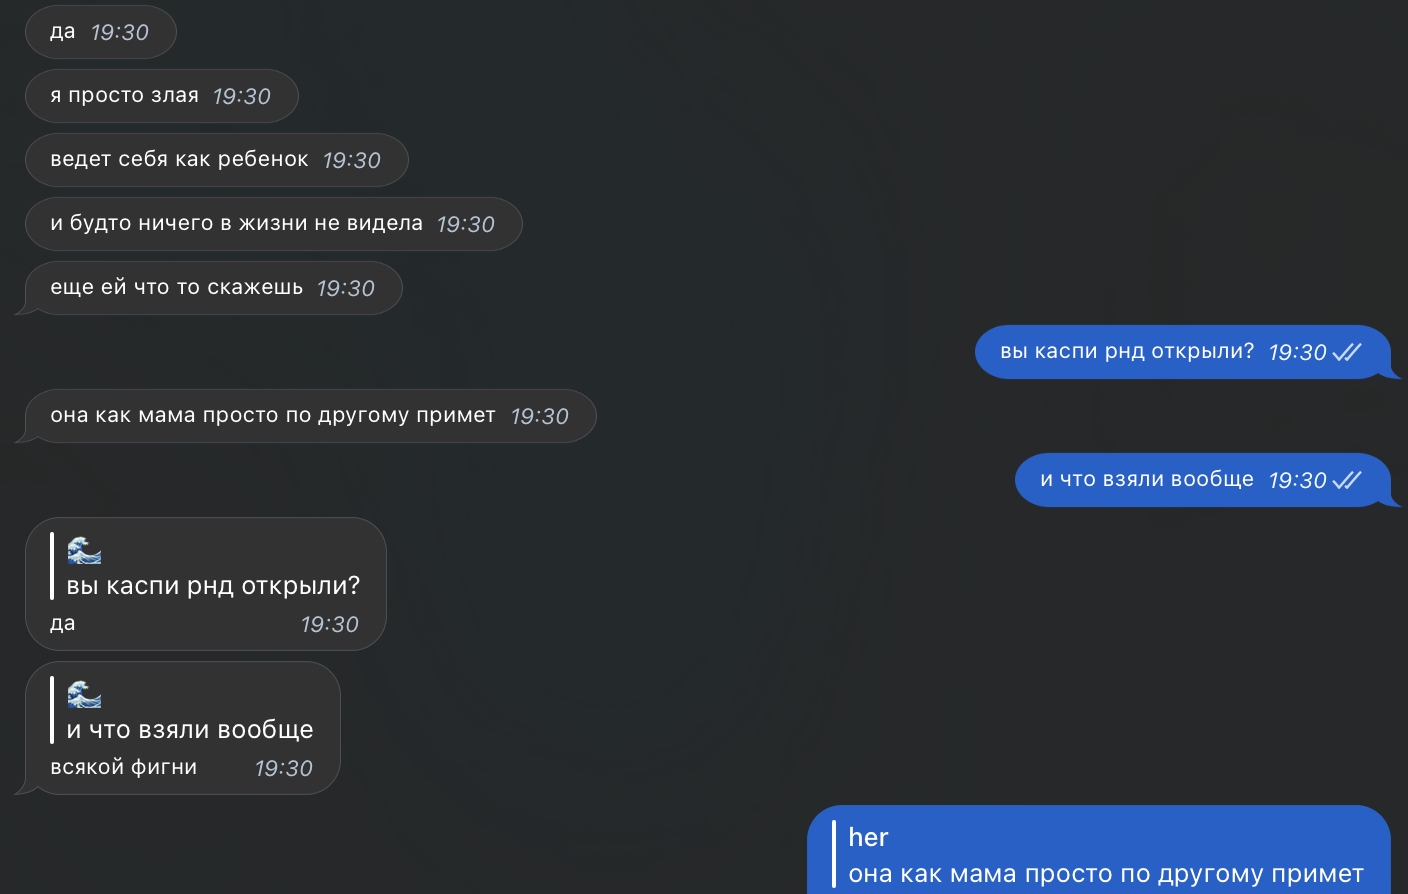 да 19:30
я просто злая 19:30
ведет себя как ребенок 19:30
и будто ничего в жизни не видела 19:30
еще ей что то скажешь 19:30
вы каспи рнд открыли? 19:30
она как мама просто по другому примет 19:30
и что взяли вообще 19:30
🌊
вы каспи рнд открыли?
да 19:30
🌊
и что взяли вообще
всякой фигни 19:30
her
она как мама просто по другому примет